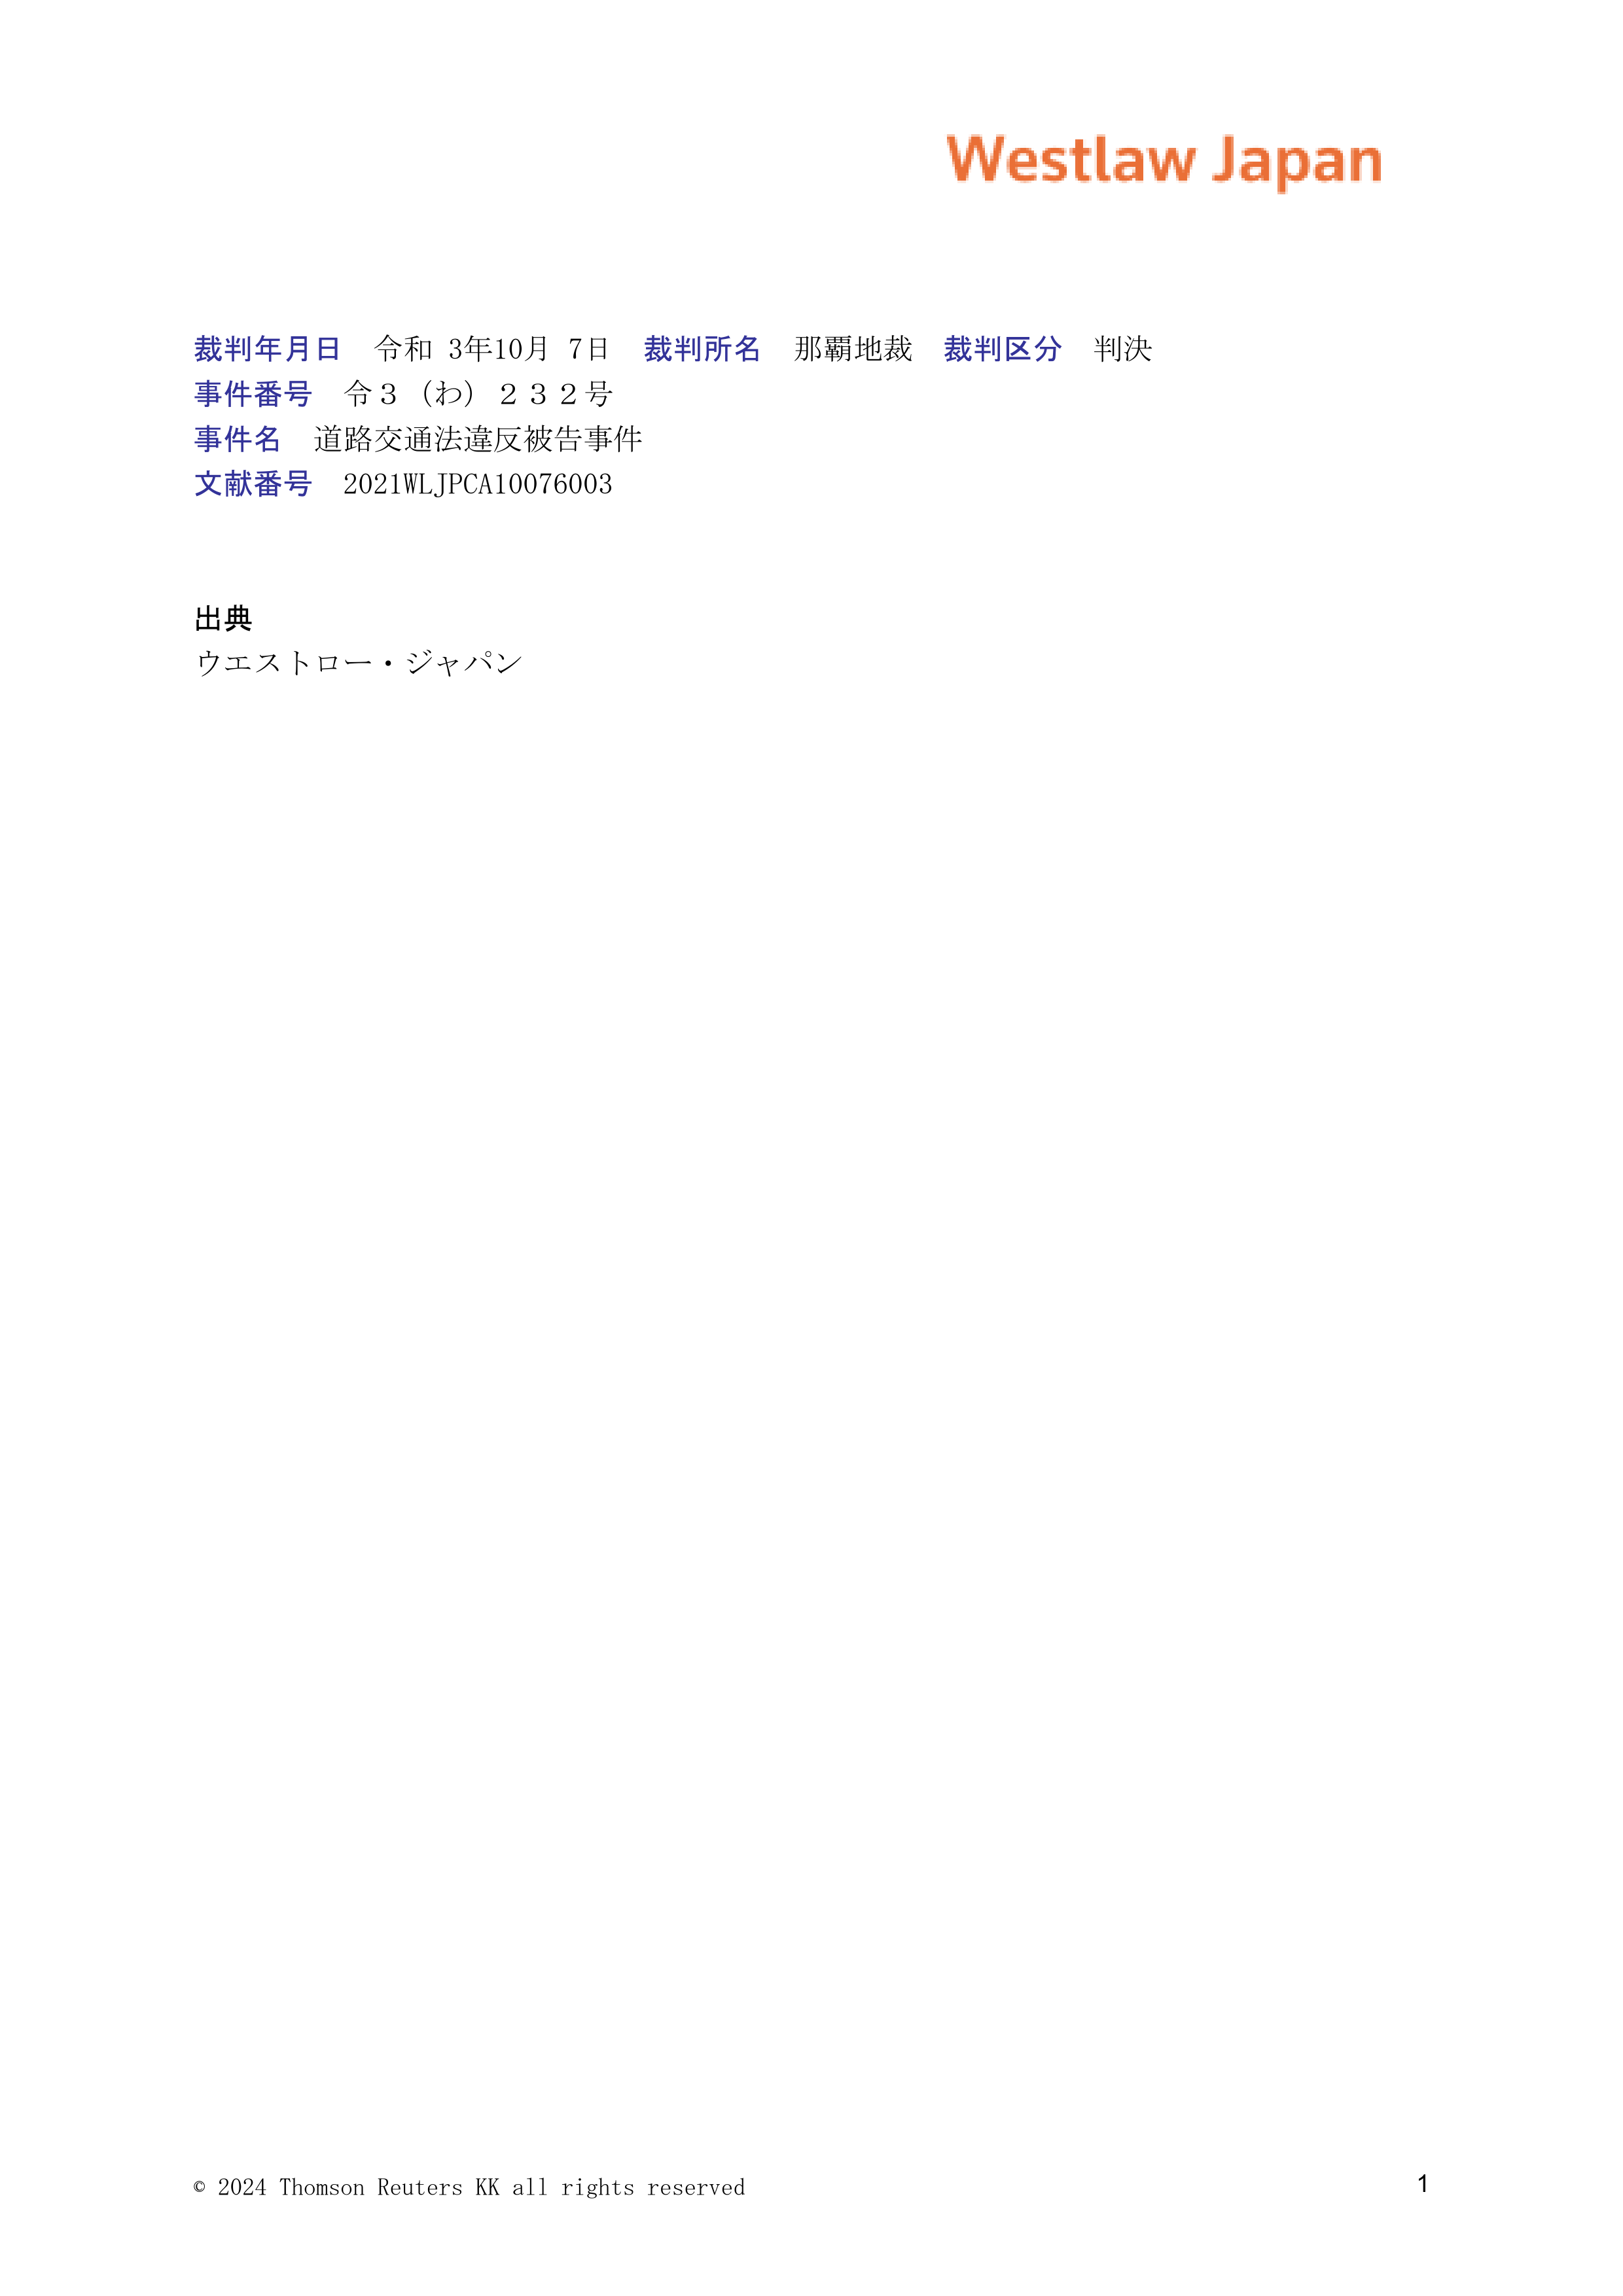 Westlaw Japan
裁判年月日　令和 3年10月 7日　裁判所名　那覇地裁　裁判区分　判決
事件番号　令３（わ）２３２号
事件名　道路交通法違反被告事件
文献番号　2021WLJPCA10076003
出典
ウエストロー・ジャパン
© 2024 Thomson Reuters KK all rights reserved
1